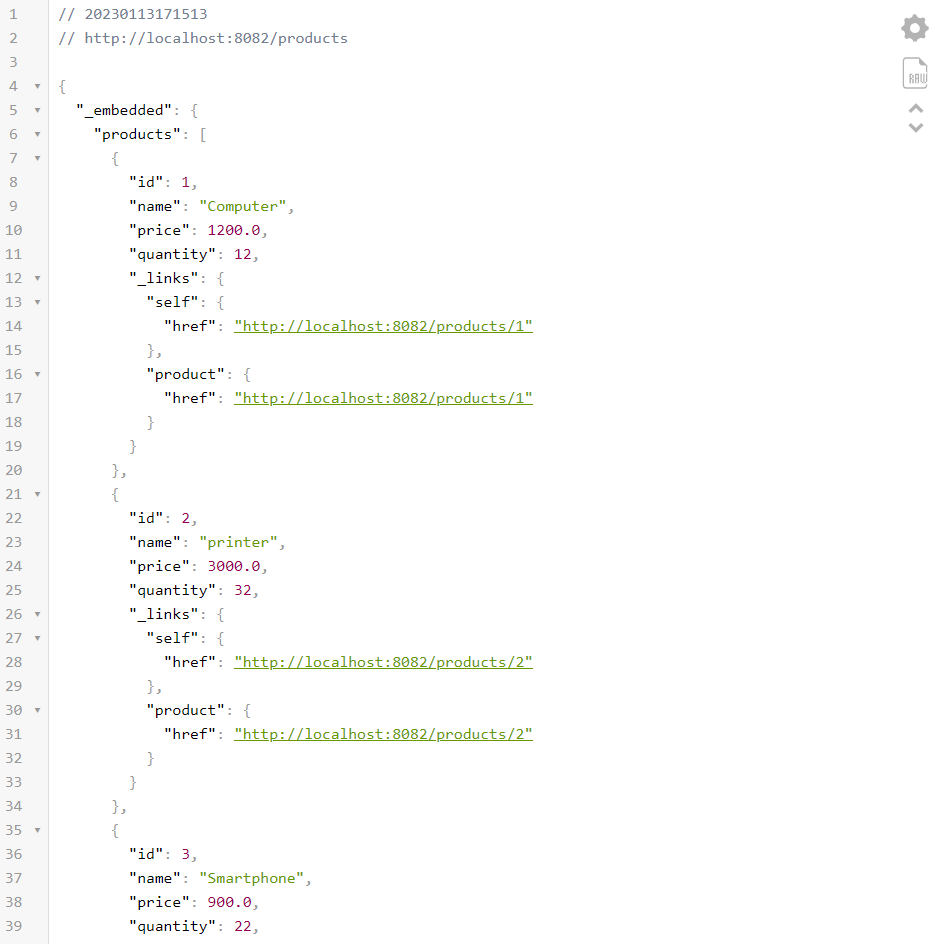 1 // 20230113171513
2 // http://localhost:8082/products
3
4 {
5 "_embedded": {
6 "products": [
7 {
8 "id": 1,
9 "name": "Computer",
10 "price": 1200.0,
11 "quantity": 12,
12 "_links": {
13 "self": {
14 "href": "http://localhost:8082/products/1"
15 },
16 "product": {
17 "href": "http://localhost:8082/products/1"
18 }
19 }
20 },
21 {
22 "id": 2,
23 "name": "printer",
24 "price": 3000.0,
25 "quantity": 32,
26 "_links": {
27 "self": {
28 "href": "http://localhost:8082/products/2"
29 },
30 "product": {
31 "href": "http://localhost:8082/products/2"
32 }
33 }
34 },
35 {
36 "id": 3,
37 "name": "Smartphone",
38 "price": 900.0,
39 "quantity": 22,
RAW